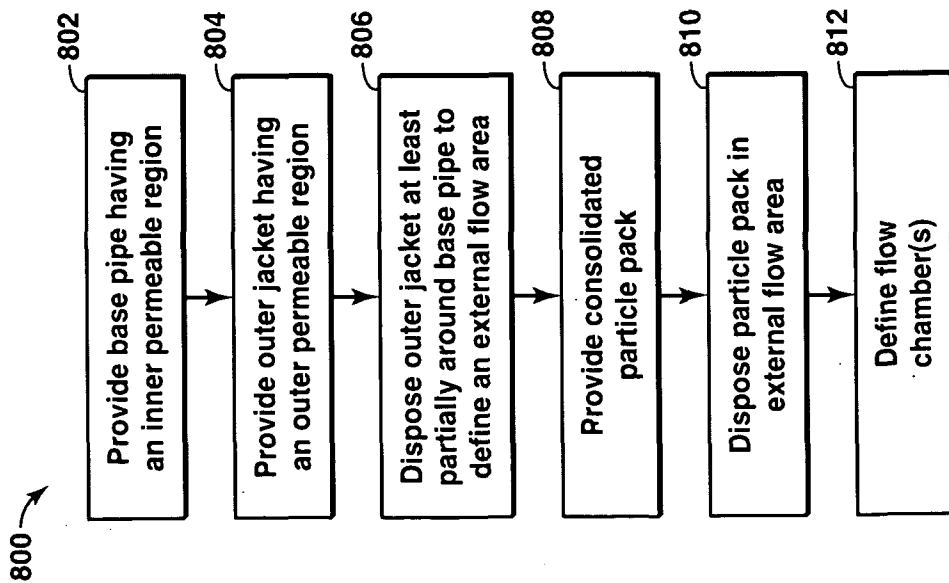 800
802
Provide base pipe having
an inner permeable region
804
Provide outer jacket having
an outer permeable region
806
Dispose outer jacket at least
partially around base pipe to
define an external flow area
808
Provide consolidated
particle pack
810
Dispose particle pack in
external flow area
812
Define flow
chamber(s)